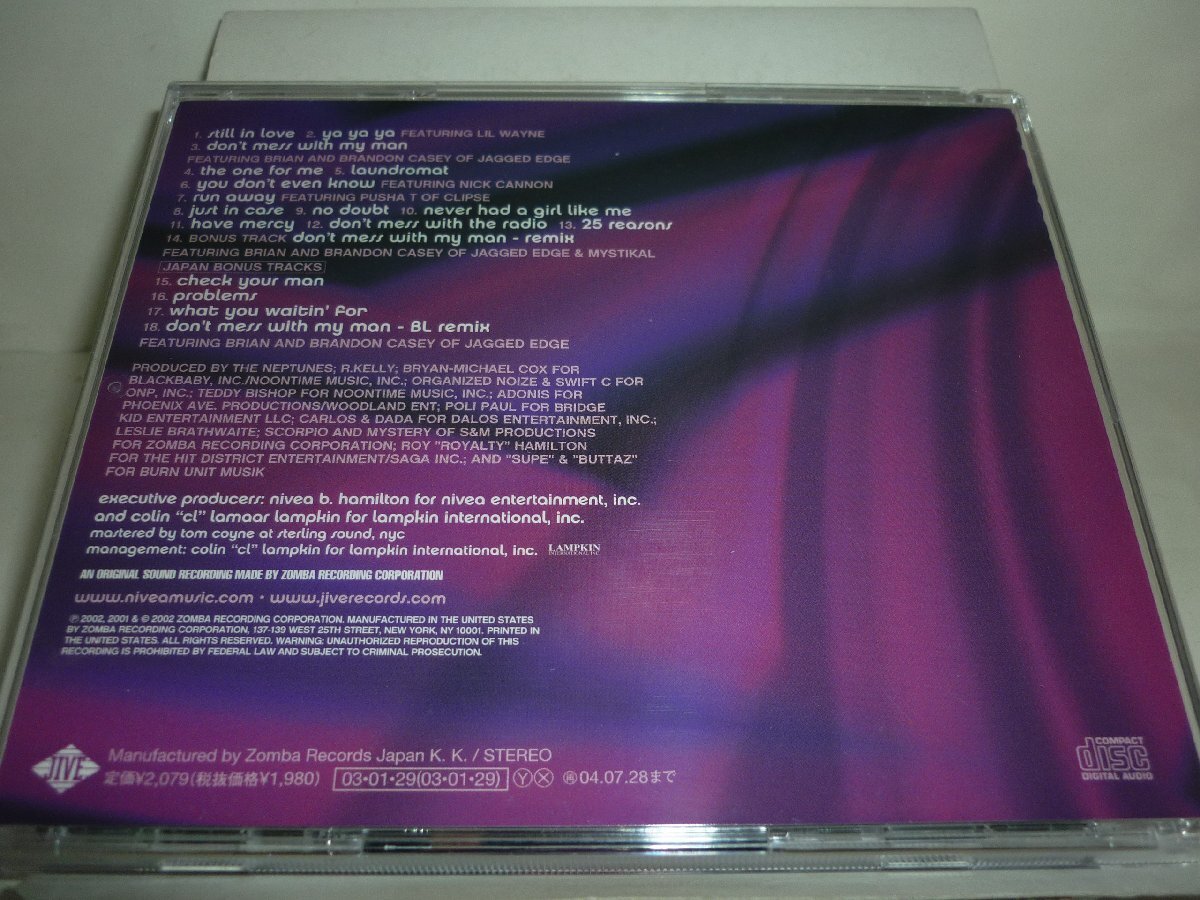 1. still in love 2. ya ya ya FEATURING LIL WAYNE
3. don't mess with my man
FEATURING BRIAN AND BRANDON CASEY OF JAGGED EDGE
4. the one for me 5. laundromat
6. you don't even know FEATURING NICK CANNON
7. run away FEATURING PUSHA T OF CLIPSE
8. just in case 9. no doubt 10. never had a girl like me
11. have mercy 12. don't mess with the radio 13. 25 reasons
14. BONUS TRACK don't mess with my man - remix
FEATURING BRIAN AND BRANDON CASEY OF JAGGED EDGE & MYSTIKAL
JAPAN BONUS TRACKS
15. check your man
16. problems
17. what you waitin' for
18. don't mess with my man - BL remix
FEATURING BRIAN AND BRANDON CASEY OF JAGGED EDGE
PRODUCED BY THE NEPTUNES; R.KELLY; BRYAN-MICHAEL COX FOR
BLACKBABY, INC./NOONTIME MUSIC, INC.; ORGANIZED NOIZE & SWIFT C FOR
ONP, INC.; TEDDY BISHOP FOR NOONTIME MUSIC, INC.; ADONIS FOR
PHOENIX AVE. PRODUCTIONS/WOODLAND ENT; POLI PAUL FOR BRIDGE
KID ENTERTAINMENT LLC; CARLOS & DADA FOR DALOS ENTERTAINMENT, INC.;
LESLIE BRATHWAITE; SCORPIO AND MYSTERY OF S&M PRODUCTIONS
FOR ZOMBA RECORDING CORPORATION; ROY "ROYALTY" HAMILTON
FOR THE HIT DISTRICT ENTERTAINMENT/SAGA INC.; AND "SUPE" & "BUTTAZ"
FOR BURN UNIT MUSIK
executive producers: nivea b. hamilton for nivea entertainment, inc.
and colin "cl" lamaar lampkin for lampkin international, inc.
mastered by tom coyne at sterling sound, nyc
management: colin "cl" lampkin for lampkin international, inc. LAMPKIN INTERNATIONAL INC
AN ORIGINAL SOUND RECORDING MADE BY ZOMBA RECORDING CORPORATION
www.niveamusic.com • www.jiverecords.com
℗ 2002, 2001 & © 2002 ZOMBA RECORDING CORPORATION. MANUFACTURED IN THE UNITED STATES
BY ZOMBA RECORDING CORPORATION, 137-139 WEST 25TH STREET, NEW YORK, NY 10001. PRINTED IN
THE UNITED STATES. ALL RIGHTS RESERVED. WARNING: UNAUTHORIZED REPRODUCTION OF THIS
RECORDING IS PROHIBITED BY FEDERAL LAW AND SUBJECT TO CRIMINAL PROSECUTION.
JIVE
Manufactured by Zomba Records Japan K. K. / STEREO
定価¥2,079(税抜価格¥1,980) 03•01•29(03•01•29) Ⓨ Ⓧ ㊢04.07.28まで
COMPACT
disc
DIGITAL AUDIO